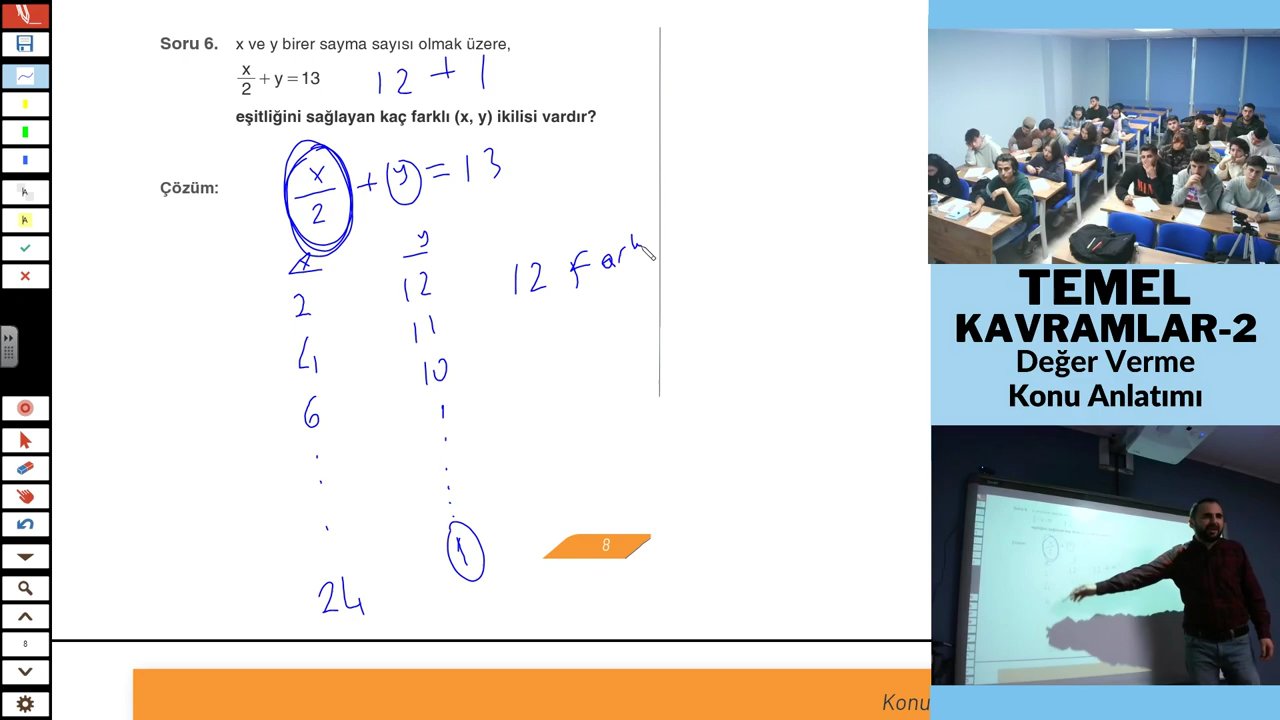 Soru 6. x ve y birer sayma sayısı olmak üzere,
x/2 + y = 13
12 + 1
eşitliğini sağlayan kaç farklı (x, y) ikilisi vardır?
Çözüm:
x/2 + y = 13
x y
2 12
4 11
6 10
. .
. .
. .
24 1
12 fark
8
Konu
TEMEL
KAVRAMLAR-2
Değer Verme
Konu Anlatımı
8